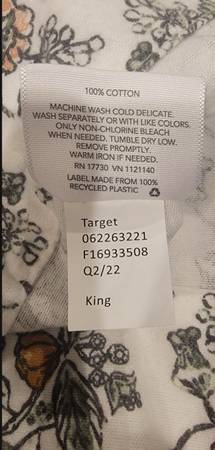 100% COTTON
MACHINE WASH COLD DELICATE.
WASH SEPARATELY OR WITH LIKE COLORS.
ONLY NON-CHLORINE BLEACH
WHEN NEEDED. TUMBLE DRY LOW.
REMOVE PROMPTLY.
WARM IRON IF NEEDED.
RN 17730 VN 1121140
LABEL MADE FROM 100%
RECYCLED PLASTIC
Target
062263221
F16933508
Q2/22
King